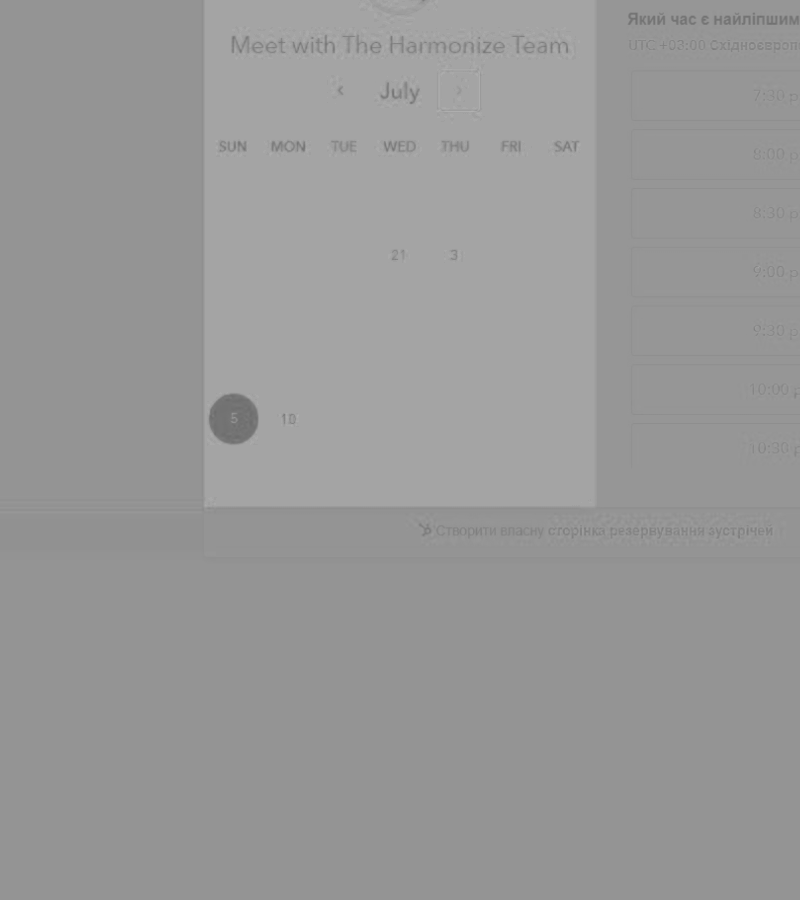 Meet with The Harmonize Team
‹ July ›
SUN MON TUE WED THU FRI SAT
21 3
5 10
Який час є найліпшим
UTC +03:00
7:30 p
8:00 p
8:30 p
9:00 p
9:30 p
10:00 p
10:30 p
Створити власну сторінка резервування зустрічей